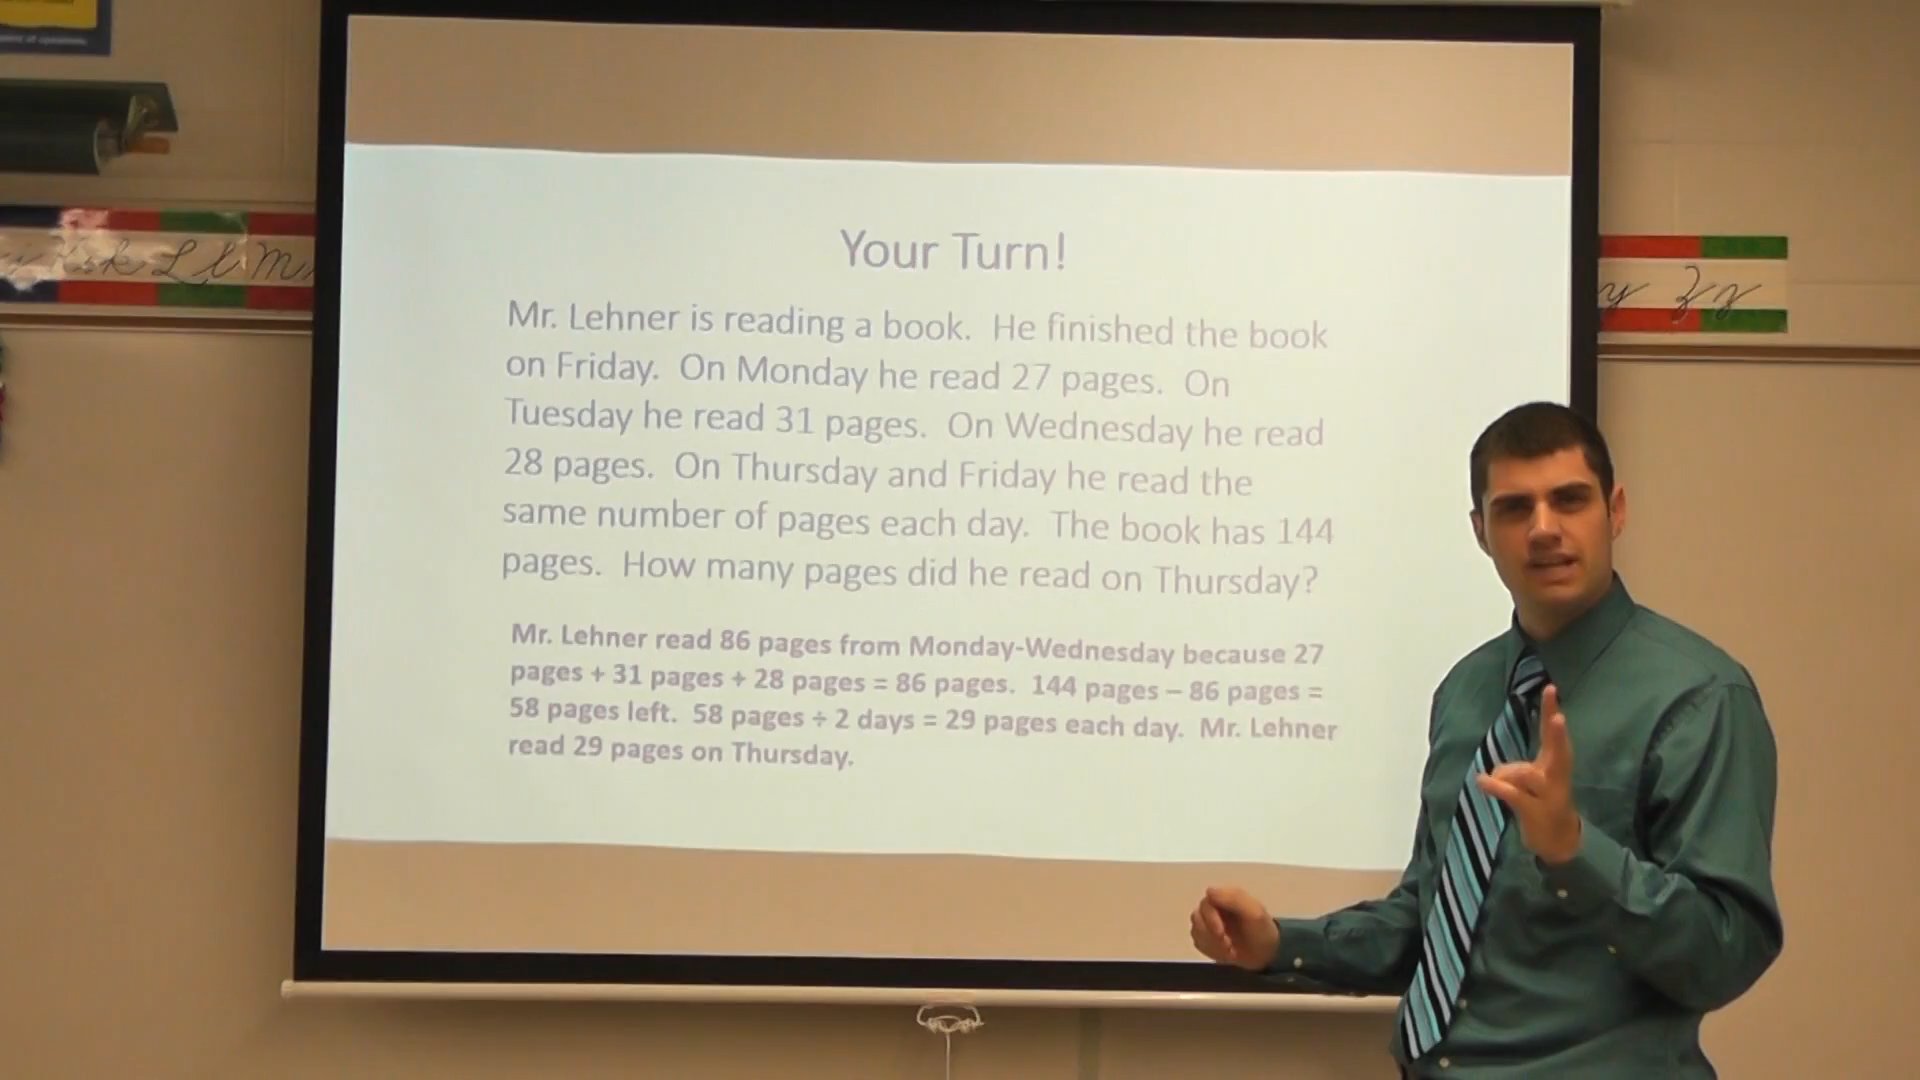 Your Turn!
Mr. Lehner is reading a book. He finished the book
on Friday. On Monday he read 27 pages. On
Tuesday he read 31 pages. On Wednesday he read
28 pages. On Thursday and Friday he read the
same number of pages each day. The book has 144
pages. How many pages did he read on Thursday?
Mr. Lehner read 86 pages from Monday-Wednesday because 27
pages + 31 pages + 28 pages = 86 pages. 144 pages – 86 pages =
58 pages left. 58 pages ÷ 2 days = 29 pages each day. Mr. Lehner
read 29 pages on Thursday.
k L l M
y Z z